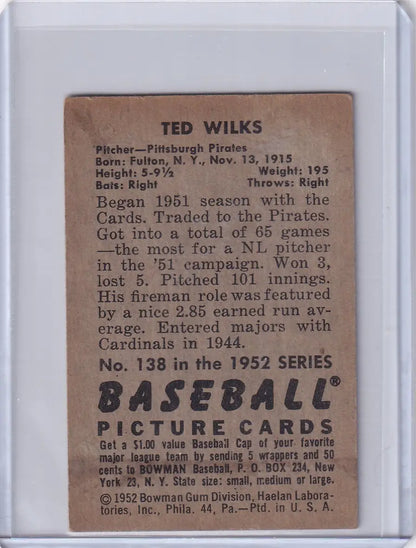 TED WILKS
Pitcher—Pittsburgh Pirates
Born: Fulton, N. Y., Nov. 13, 1915
Height: 5-9½ Weight: 195
Bats: Right Throws: Right
Began 1951 season with the
Cards. Traded to the Pirates.
Got into a total of 65 games
—the most for a NL pitcher
in the '51 campaign. Won 3,
lost 5. Pitched 101 innings.
His fireman role was featured
by a nice 2.85 earned run av-
erage. Entered majors with
Cardinals in 1944.
No. 138 in the 1952 SERIES
BASEBALL®
PICTURE CARDS
Get a $1.00 value Baseball Cap of your favorite
major league team by sending 5 wrappers and 50
cents to BOWMAN Baseball, P. O. BOX 234, New
York 23, N. Y. State size: small, medium or large.
©1952 Bowman Gum Division, Haelan Labora-
tories, Inc., Phila. 44, Pa.—Ptd. in U. S. A.